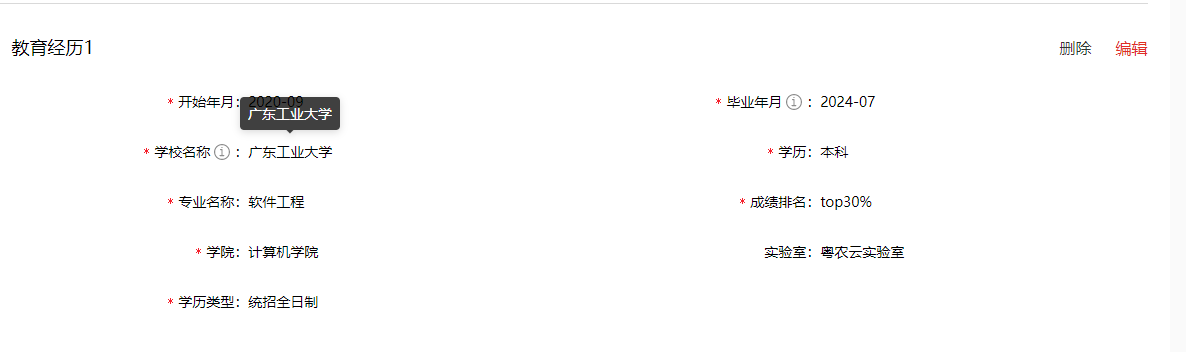 教育经历1 删除 编辑
* 开始年月：2020-09 * 毕业年月 ：2024-07
广东工业大学
* 学校名称 ：广东工业大学 * 学历：本科
* 专业名称：软件工程 * 成绩排名：top30%
* 学院：计算机学院 实验室：粤农云实验室
* 学历类型：统招全日制